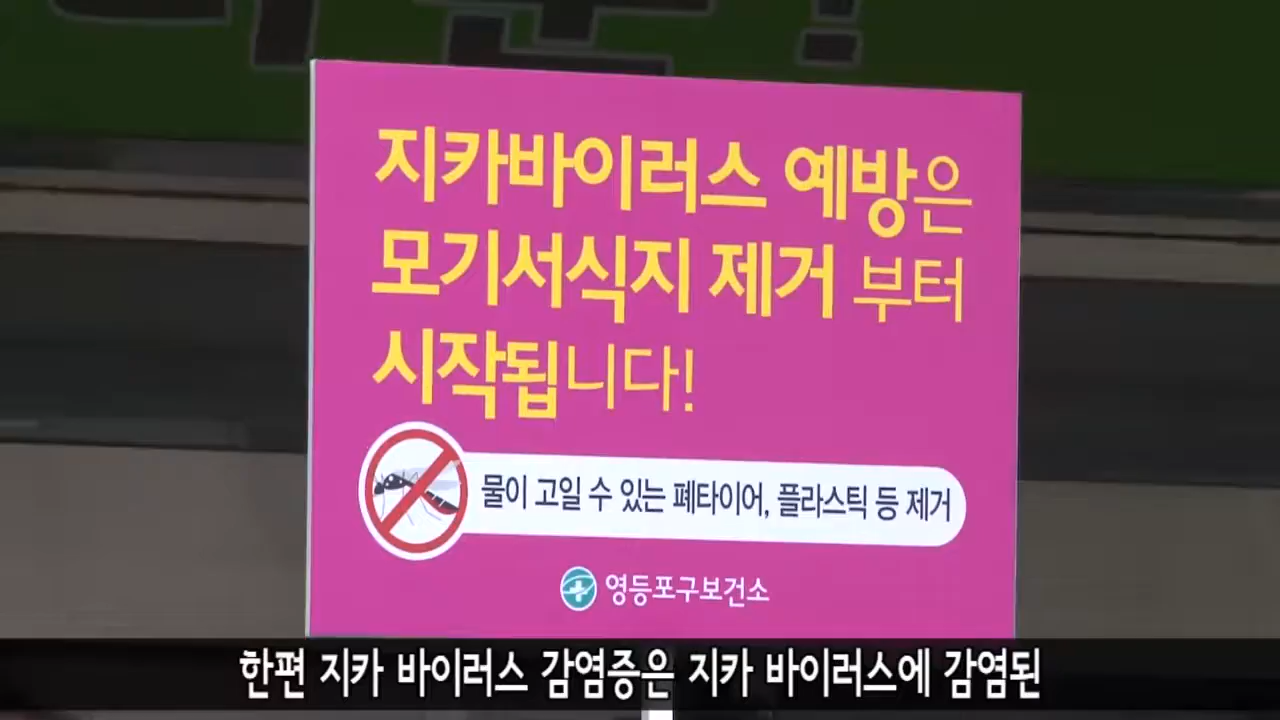 지카바이러스 예방은
모기서식지 제거 부터
시작됩니다!
물이 고일 수 있는 폐타이어, 플라스틱 등 제거
영등포구보건소
한편 지카 바이러스 감염증은 지카 바이러스에 감염된